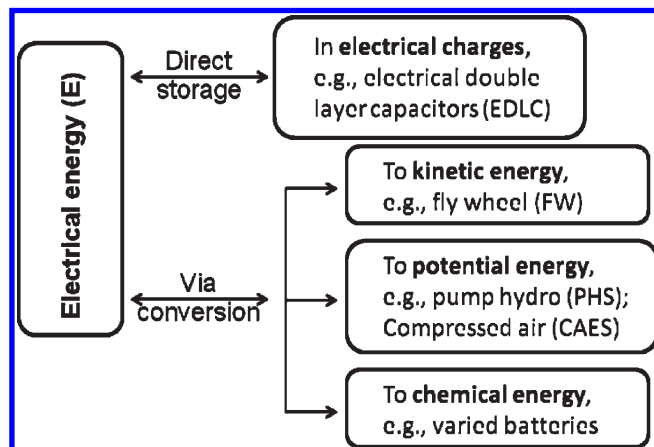 Electrical energy (E)
Direct
storage
In electrical charges,
e.g., electrical double
layer capacitors (EDLC)
Via
conversion
To kinetic energy,
e.g., fly wheel (FW)
To potential energy,
e.g., pump hydro (PHS);
Compressed air (CAES)
To chemical energy,
e.g., varied batteries